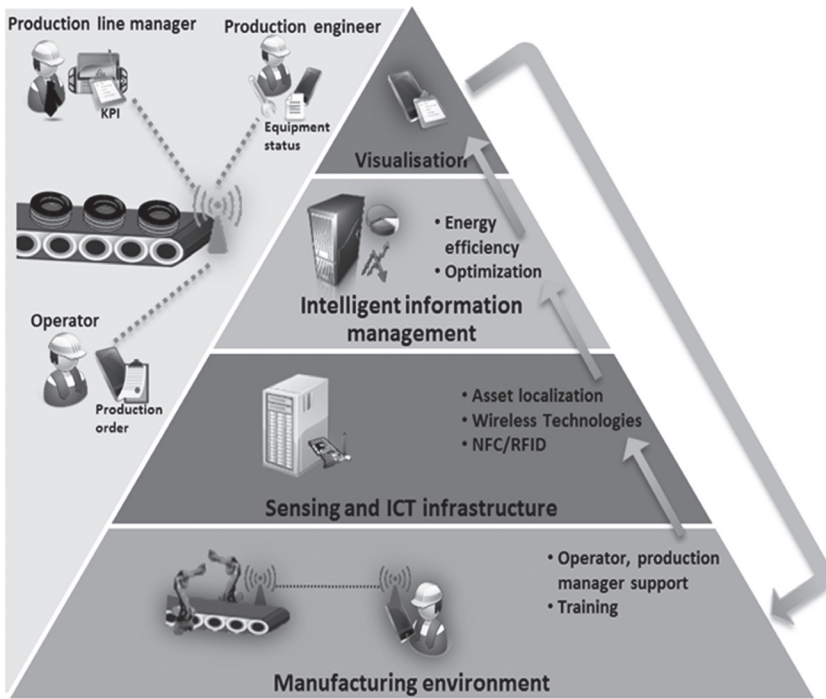 Production line manager
Production engineer
KPI
Equipment
status
Visualisation
• Energy
efficiency
• Optimization
Intelligent information
management
Operator
Production
order
• Asset localization
• Wireless Technologies
• NFC/RFID
Sensing and ICT infrastructure
• Operator, production
manager support
• Training
Manufacturing environment